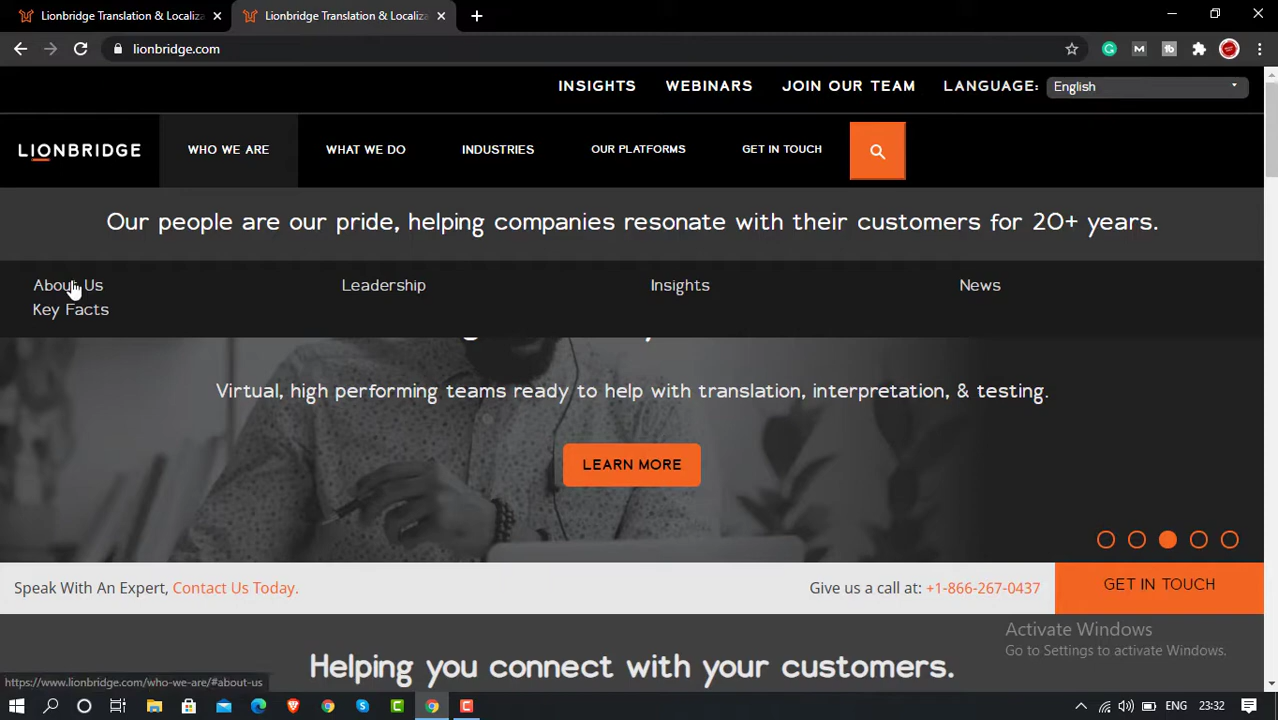 Lionbridge Translation & Localiza
Lionbridge Translation & Localiza
lionbridge.com
INSIGHTS WEBINARS JOIN OUR TEAM LANGUAGE: English
LIONBRIDGE WHO WE ARE WHAT WE DO INDUSTRIES OUR PLATFORMS GET IN TOUCH
Our people are our pride, helping companies resonate with their customers for 20+ years.
About Us Leadership Insights News
Key Facts
Virtual, high performing teams ready to help with translation, interpretation, & testing.
LEARN MORE
Speak With An Expert, Contact Us Today. Give us a call at: +1-866-267-0437 GET IN TOUCH
Activate Windows
Go to Settings to activate Windows.
Helping you connect with your customers.
https://www.lionbridge.com/who-we-are/#about-us
ENG 23:32